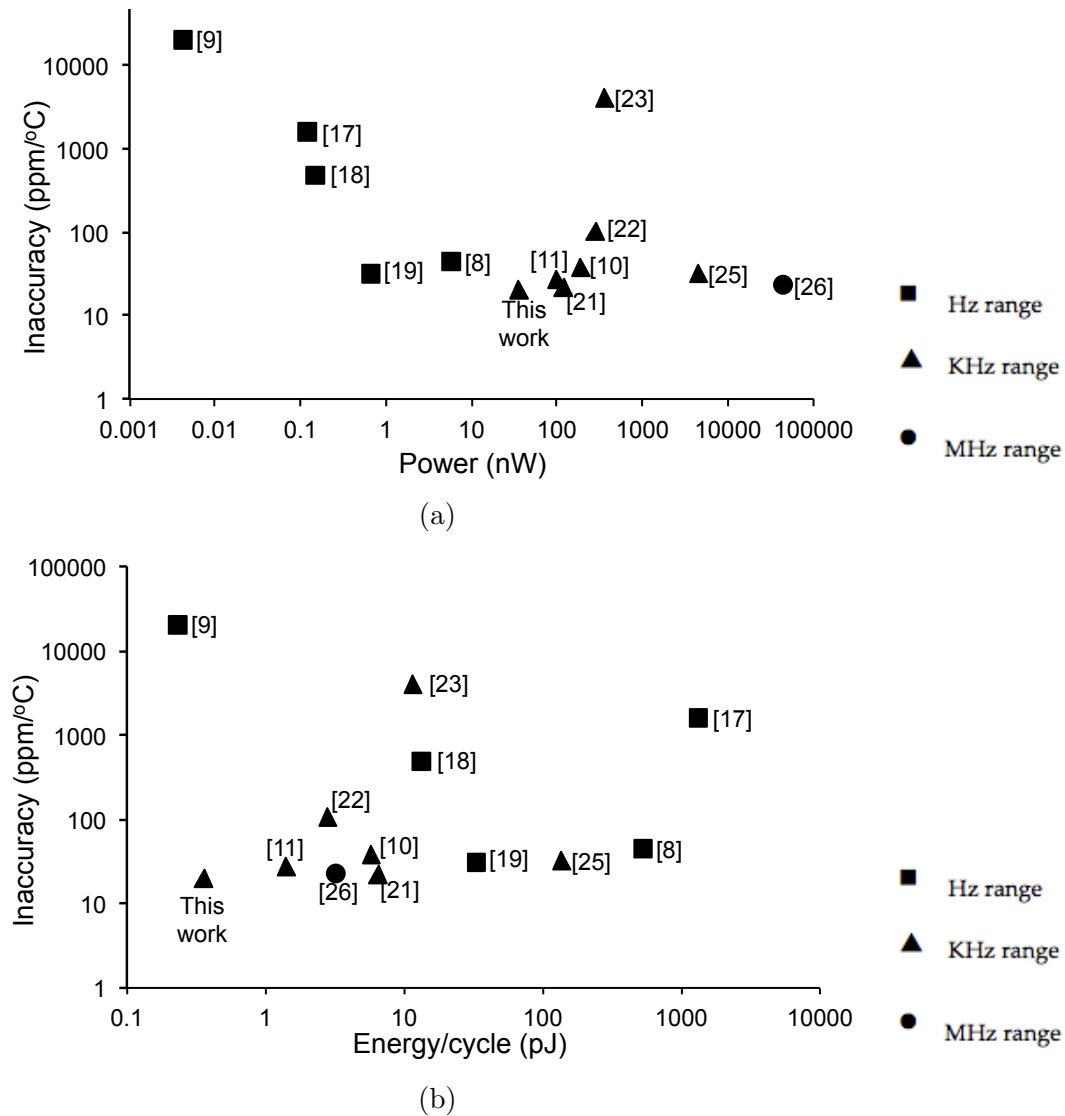 10000
1000
100
10
1
Inaccuracy (ppm/ºC)
[9]
[23]
[17]
[18]
[22]
[19]
[8]
[11]
[10]
[25]
[26]
[21]
This
work
0.001 0.01 0.1 1 10 100 1000 10000 100000
Power (nW)
Hz range
KHz range
MHz range
(a)
100000
10000
1000
100
10
1
Inaccuracy (ppm/ºC)
[9]
[23]
[17]
[18]
[22]
[11]
[10]
[19]
[25]
[8]
[26]
[21]
This
work
0.1 1 10 100 1000 10000
Energy/cycle (pJ)
Hz range
KHz range
MHz range
(b)